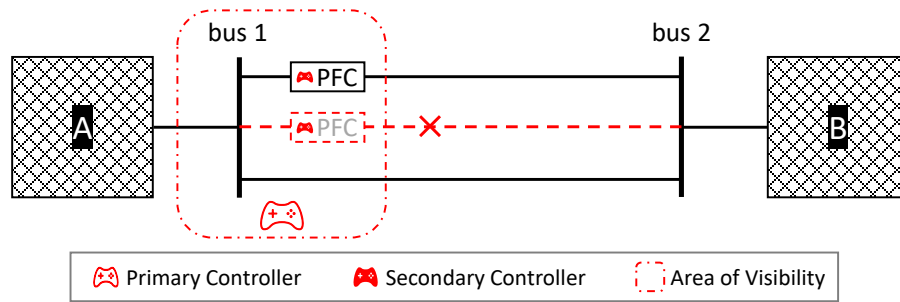 bus 1
bus 2
PFC
PFC
A
B
Primary Controller
Secondary Controller
Area of Visibility